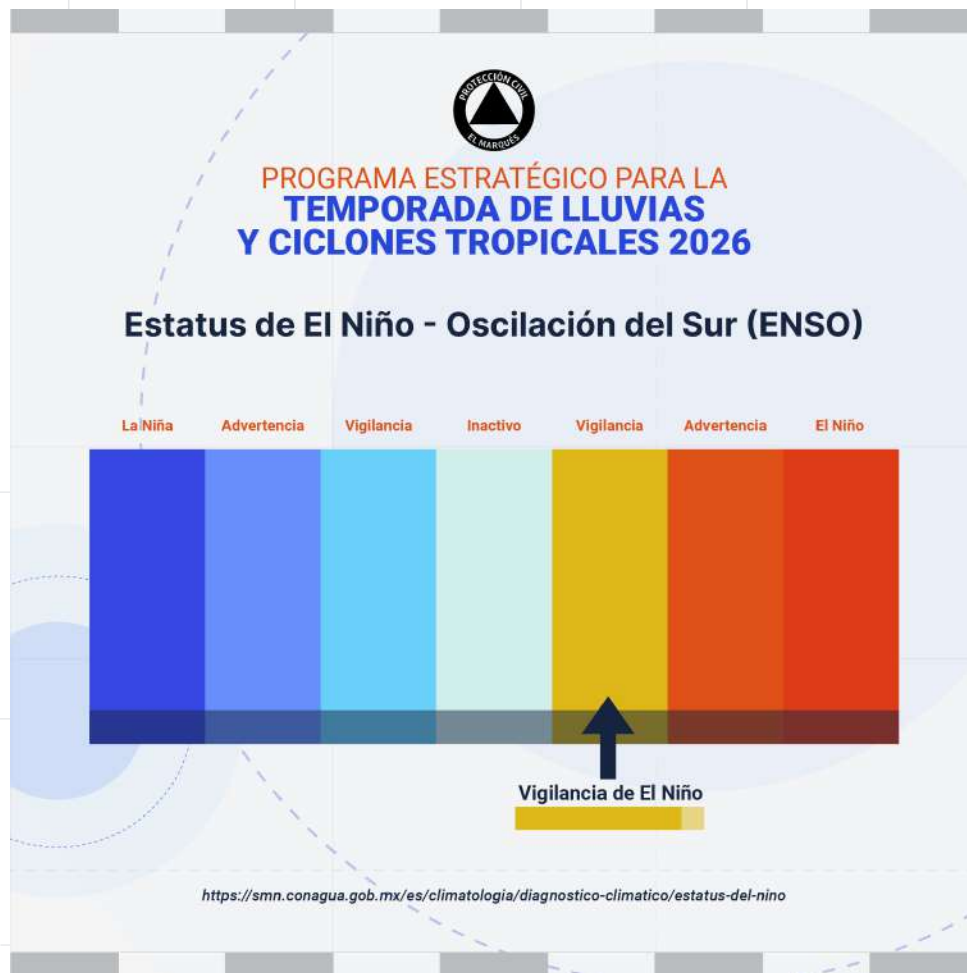 PROTECCIÓN CIVIL
EL MARQUÉS
PROGRAMA ESTRATÉGICO PARA LA
TEMPORADA DE LLUVIAS
Y CICLONES TROPICALES 2026
Estatus de El Niño - Oscilación del Sur (ENSO)
La Niña Advertencia Vigilancia Inactivo Vigilancia Advertencia El Niño
Vigilancia de El Niño
https://smn.conagua.gob.mx/es/climatologia/diagnostico-climatico/estatus-del-nino